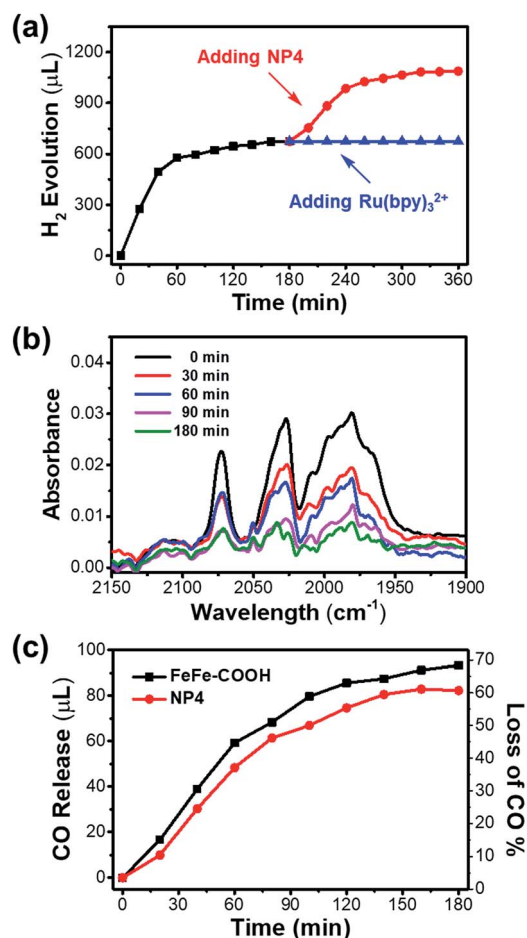 (a)
H₂ Evolution (μL)
1200
900
600
300
0
Adding NP4
Adding Ru(bpy)₃²⁺
0 60 120 180 240 300 360
Time (min)
(b)
Absorbance
0.04
0.03
0.02
0.01
0.00
0 min
30 min
60 min
90 min
180 min
2150 2100 2050 2000 1950 1900
Wavelength (cm⁻¹)
(c)
CO Release (μL)
100
80
60
40
20
0
FeFe-COOH
NP4
70
60
50
40
30
20
10
0
Loss of CO %
0 30 60 90 120 150 180
Time (min)